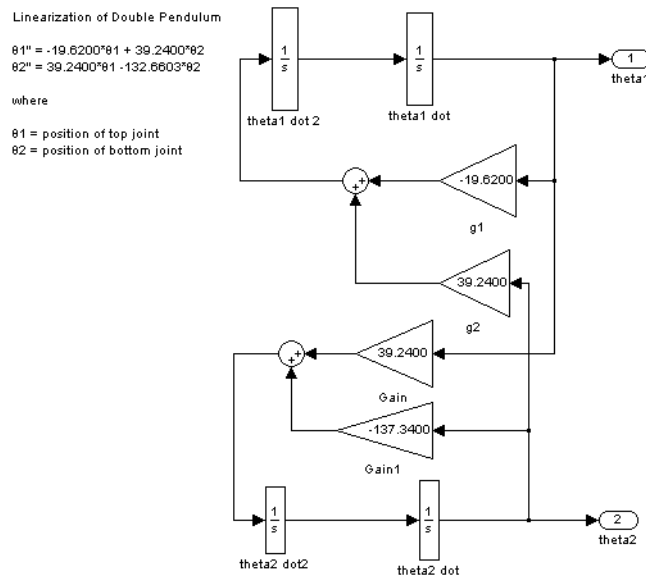 Linearization of Double Pendulum
θ1'' = -19.6200*θ1 + 39.2400*θ2
θ2'' = 39.2400*θ1 -132.6603*θ2
where
θ1 = position of top joint
θ2 = position of bottom joint
1
s
theta1 dot 2
1
s
theta1 dot
1
theta1
++
-19.6200
g1
39.2400
g2
++
39.2400
Gain
-137.3400
Gain1
1
s
theta2 dot2
1
s
theta2 dot
2
theta2